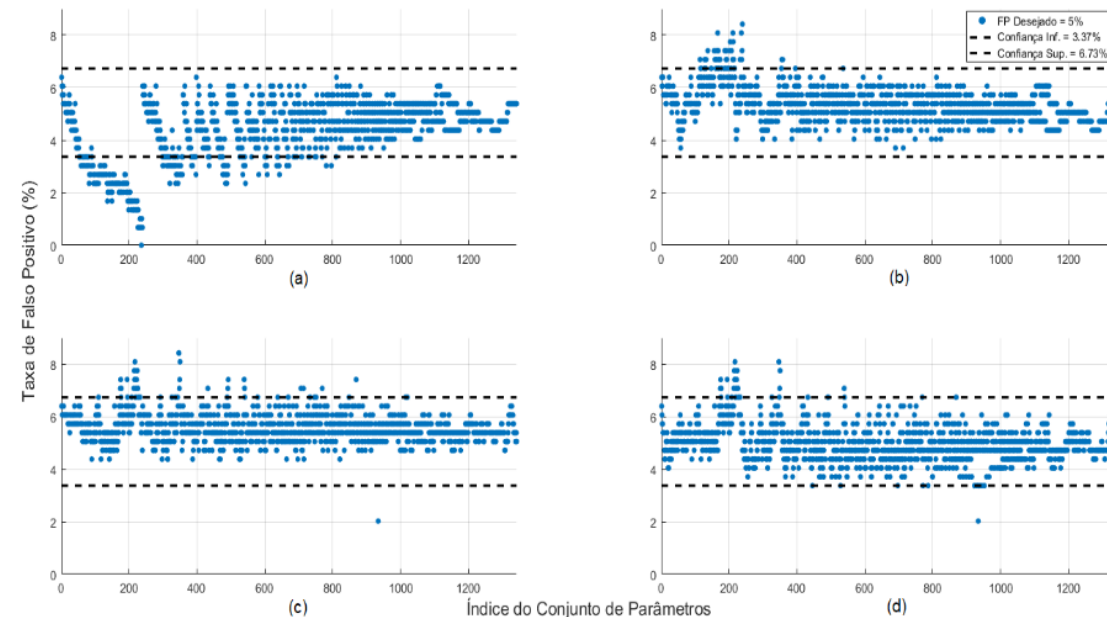 FP Desejado = 5%
Confiança Inf. = 3.37%
Confiança Sup. = 6.73%
Taxa de Falso Positivo (%)
8
6
4
2
0
0 200 400 600 800 1000 1200
(a)
8
6
4
2
0
0 200 400 600 800 1000 1200
(b)
8
6
4
2
0
0 200 400 600 800 1000 1200
(c)
8
6
4
2
0
0 200 400 600 800 1000 1200
(d)
Índice do Conjunto de Parâmetros